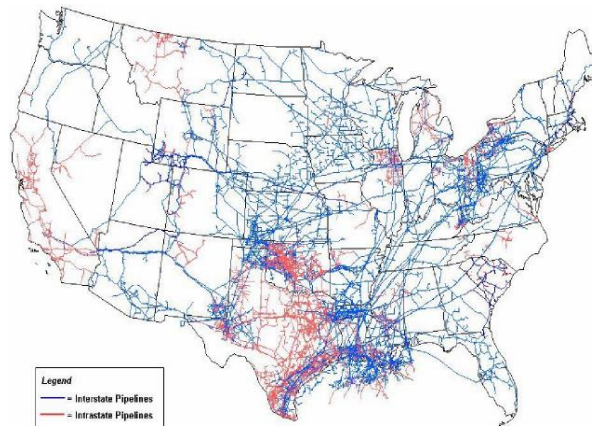 Legend
= Interstate Pipelines
= Intrastate Pipelines